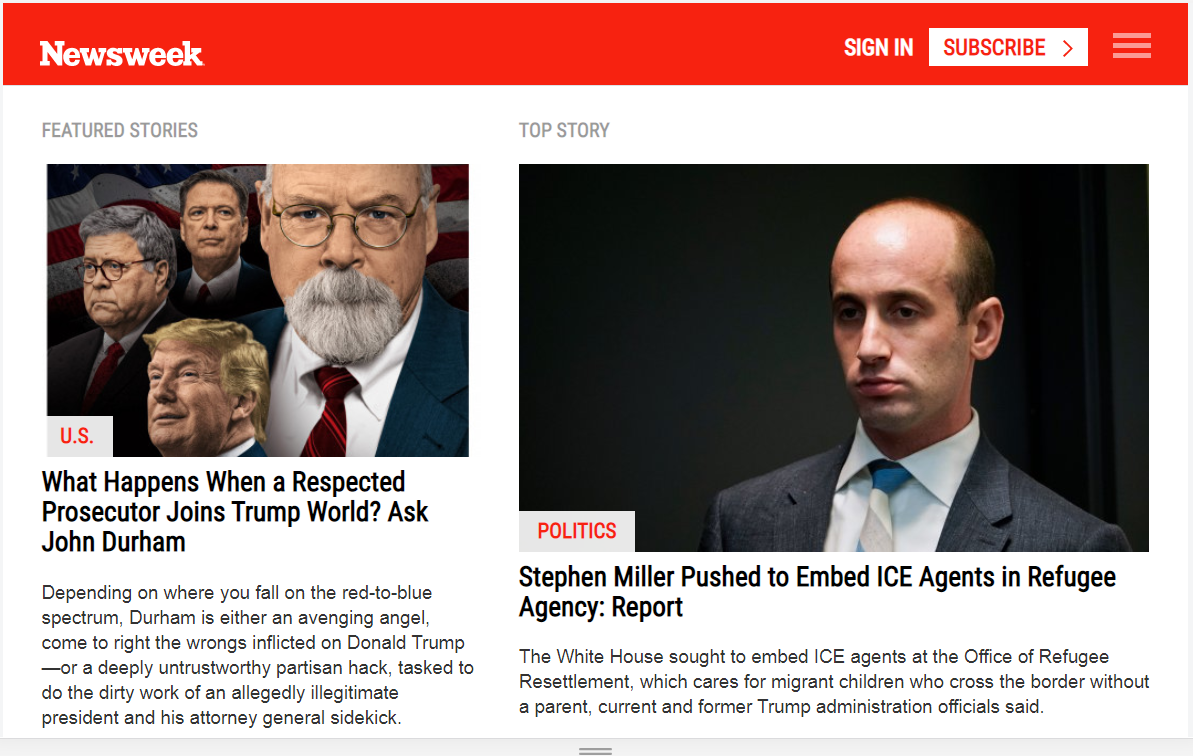 Newsweek
SIGN IN
SUBSCRIBE
FEATURED STORIES
U.S.
What Happens When a Respected
Prosecutor Joins Trump World? Ask
John Durham
Depending on where you fall on the red-to-blue
spectrum, Durham is either an avenging angel,
come to right the wrongs inflicted on Donald Trump
—or a deeply untrustworthy partisan hack, tasked to
do the dirty work of an allegedly illegitimate
president and his attorney general sidekick.
TOP STORY
POLITICS
Stephen Miller Pushed to Embed ICE Agents in Refugee
Agency: Report
The White House sought to embed ICE agents at the Office of Refugee
Resettlement, which cares for migrant children who cross the border without
a parent, current and former Trump administration officials said.